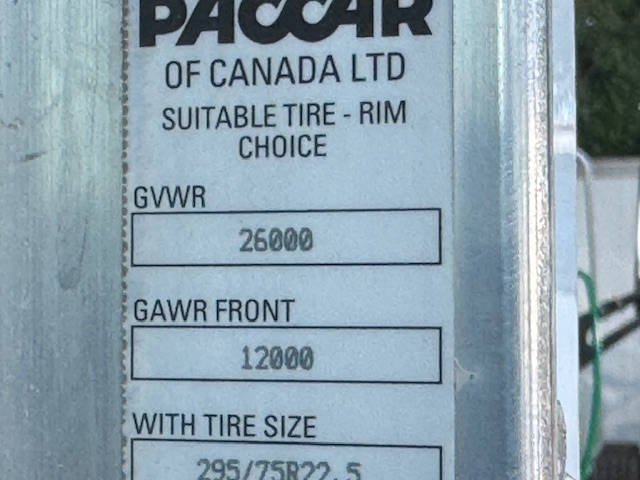 PACCAR
OF CANADA LTD
SUITABLE TIRE - RIM
CHOICE
GVWR
26000
GAWR FRONT
12000
WITH TIRE SIZE
295/75R22.5